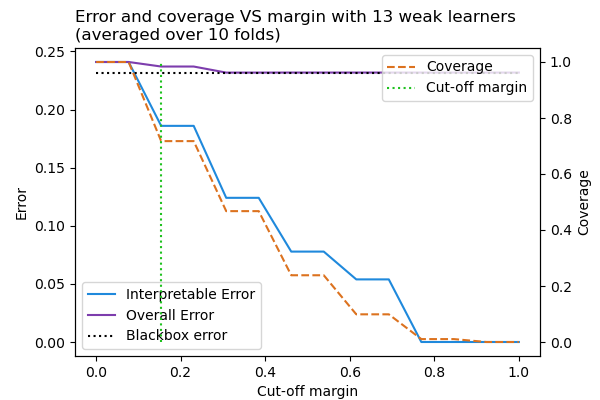 Error and coverage VS margin with 13 weak learners
(averaged over 10 folds)
Error
0.25
0.20
0.15
0.10
0.05
0.00
Coverage
Cut-off margin
Interpretable Error
Overall Error
Blackbox error
1.0
0.8
0.6
0.4
0.2
0.0
Coverage
0.0 0.2 0.4 0.6 0.8 1.0
Cut-off margin